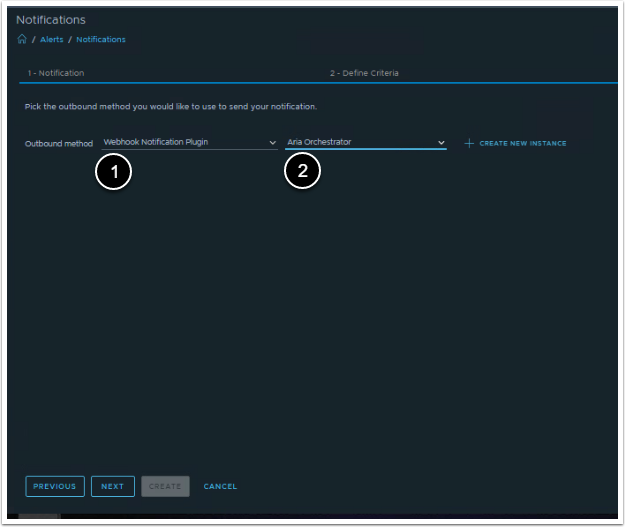 Notifications
/ Alerts / Notifications
1 - Notification 2 - Define Criteria
Pick the outbound method you would like to use to send your notification.
Outbound method Webhook Notification Plugin Aria Orchestrator CREATE NEW INSTANCE
1 2
PREVIOUS NEXT CREATE CANCEL